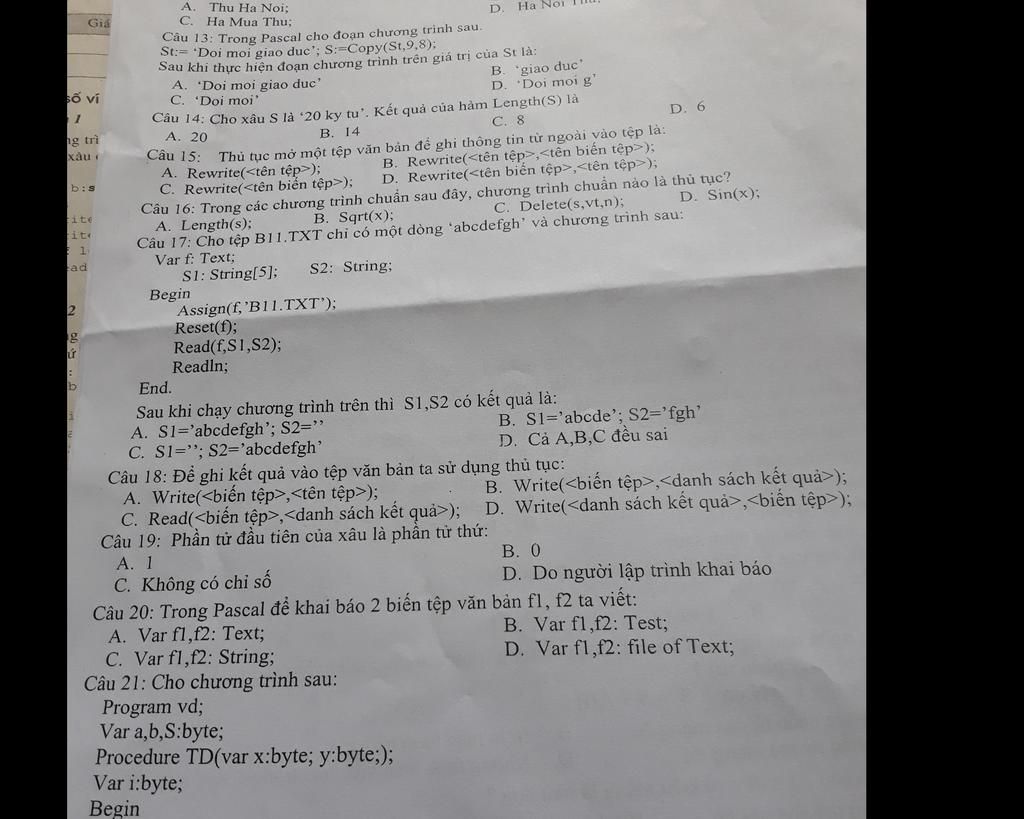 A. Thu Ha Noi;
D. Ha Noi Thu;
C. Ha Mua Thu;
Câu 13: Trong Pascal cho đoạn chương trình sau.
St:= ‘Doi moi giao duc’; S:=Copy(St,9,8);
Sau khi thực hiện đoạn chương trình trên giá trị của St là:
A. ‘Doi moi giao duc’
B. ‘giao duc’
C. ‘Doi moi’
D. ‘Doi moi g’
Câu 14: Cho xâu S là ‘20 ky tu’. Kết quả của hàm Length(S) là
A. 20
B. 14
C. 8
D. 6
Câu 15: Thủ tục mở một tệp văn bản để ghi thông tin từ ngoài vào tệp là:
A. Rewrite(<tên tệp>);
B. Rewrite(<tên tệp>,<tên biến tệp>);
C. Rewrite(<tên biến tệp>);
D. Rewrite(<tên biến tệp>,<tên tệp>);
Câu 16: Trong các chương trình chuẩn sau đây, chương trình chuẩn nào là thủ tục?
A. Length(s);
B. Sqrt(x);
C. Delete(s,vt,n);
D. Sin(x);
Câu 17: Cho tệp B11.TXT chỉ có một dòng ‘abcdefgh’ và chương trình sau:
Var f: Text;
S1: String[5]; S2: String;
Begin
Assign(f,’B11.TXT’);
Reset(f);
Read(f,S1,S2);
Readln;
End.
Sau khi chạy chương trình trên thì S1,S2 có kết quả là:
A. S1=’abcdefgh’; S2=’’
B. S1=’abcde’; S2=’fgh’
C. S1=’’; S2=’abcdefgh’
D. Cả A,B,C đều sai
Câu 18: Để ghi kết quả vào tệp văn bản ta sử dụng thủ tục:
A. Write(<biến tệp>,<tên tệp>);
B. Write(<biến tệp>,<danh sách kết quả>);
C. Read(<biến tệp>,<danh sách kết quả>);
D. Write(<danh sách kết quả>,<biến tệp>);
Câu 19: Phần tử đầu tiên của xâu là phần tử thứ:
A. 1
B. 0
C. Không có chỉ số
D. Do người lập trình khai báo
Câu 20: Trong Pascal để khai báo 2 biến tệp văn bản f1, f2 ta viết:
A. Var f1,f2: Text;
B. Var f1,f2: Test;
C. Var f1,f2: String;
D. Var f1,f2: file of Text;
Câu 21: Cho chương trình sau:
Program vd;
Var a,b,S:byte;
Procedure TD(var x:byte; y:byte;);
Var i:byte;
Begin